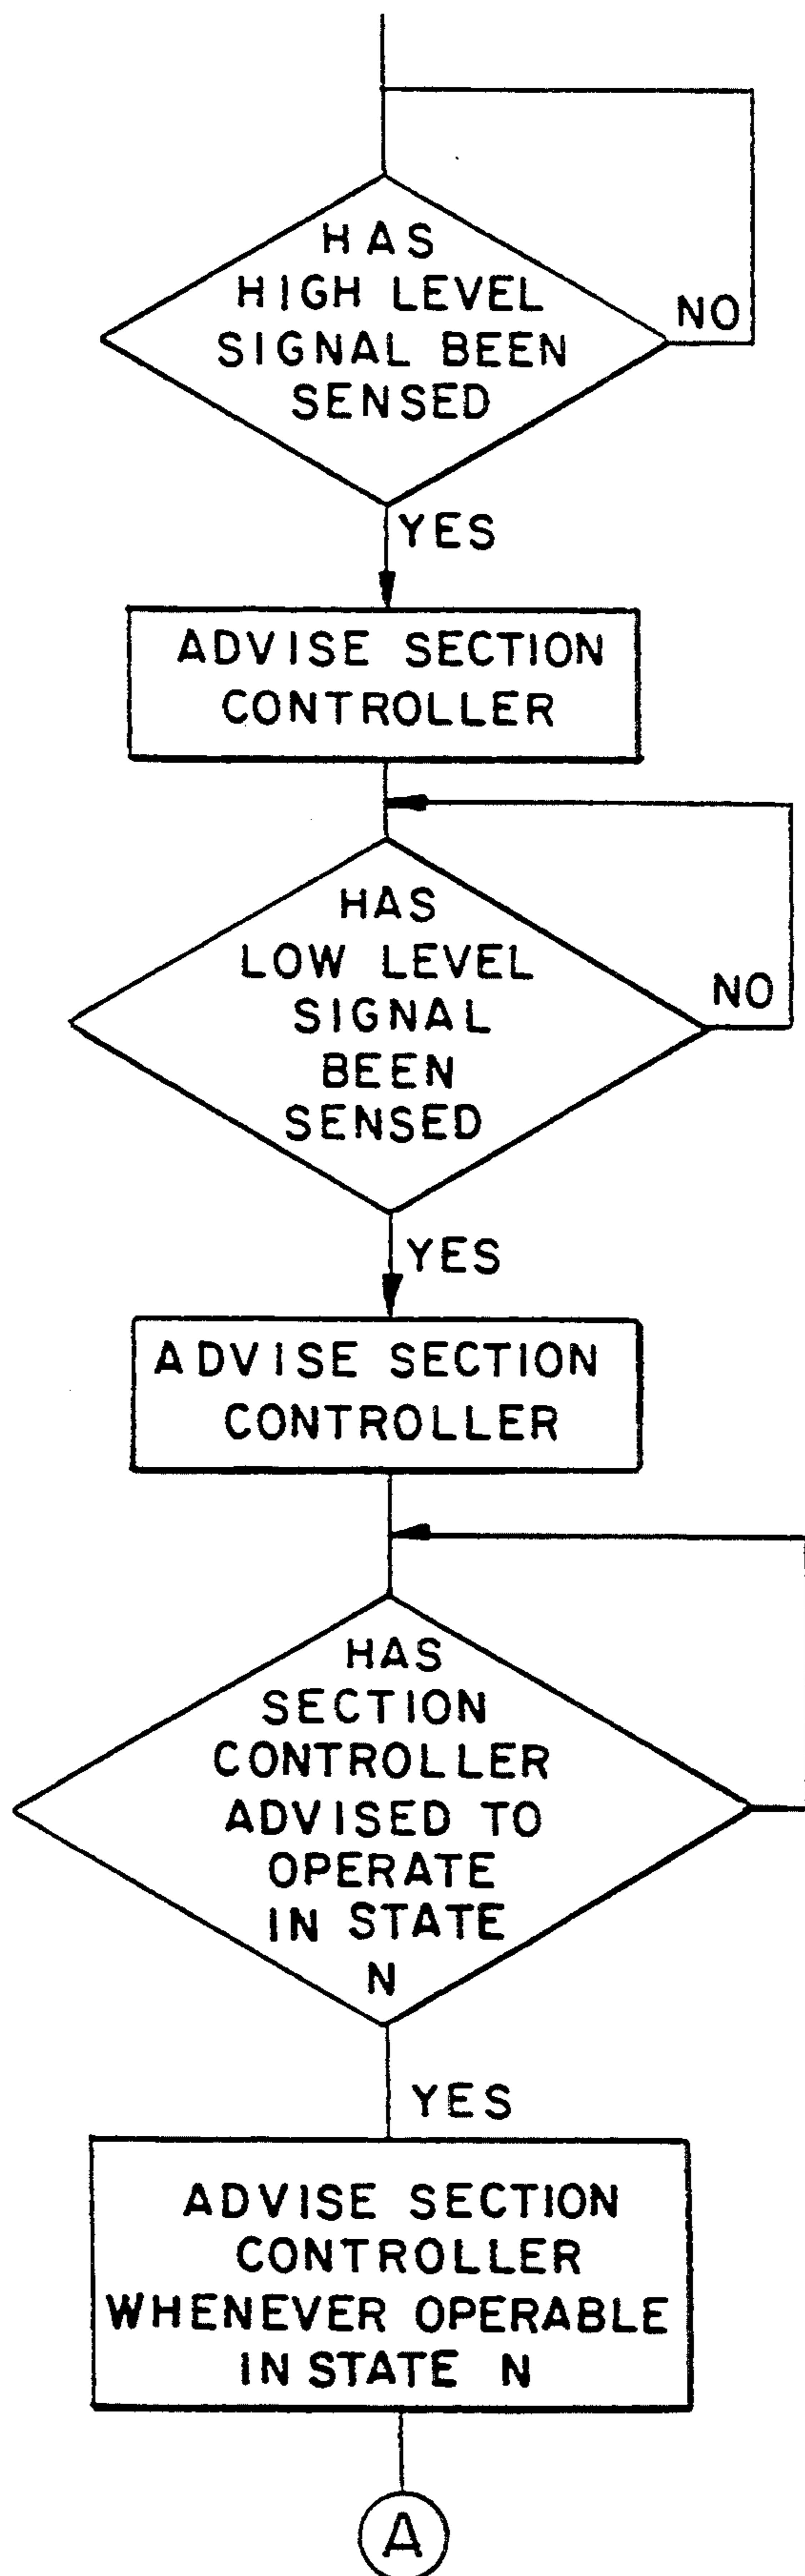 HAS
HIGH LEVEL
SIGNAL BEEN
SENSED
NO
YES
ADVISE SECTION
CONTROLLER
HAS
LOW LEVEL
SIGNAL
BEEN
SENSED
NO
YES
ADVISE SECTION
CONTROLLER
HAS
SECTION
CONTROLLER
ADVISED TO
OPERATE
IN STATE
N
YES
ADVISE SECTION
CONTROLLER
WHENEVER OPERABLE
IN STATE N
A